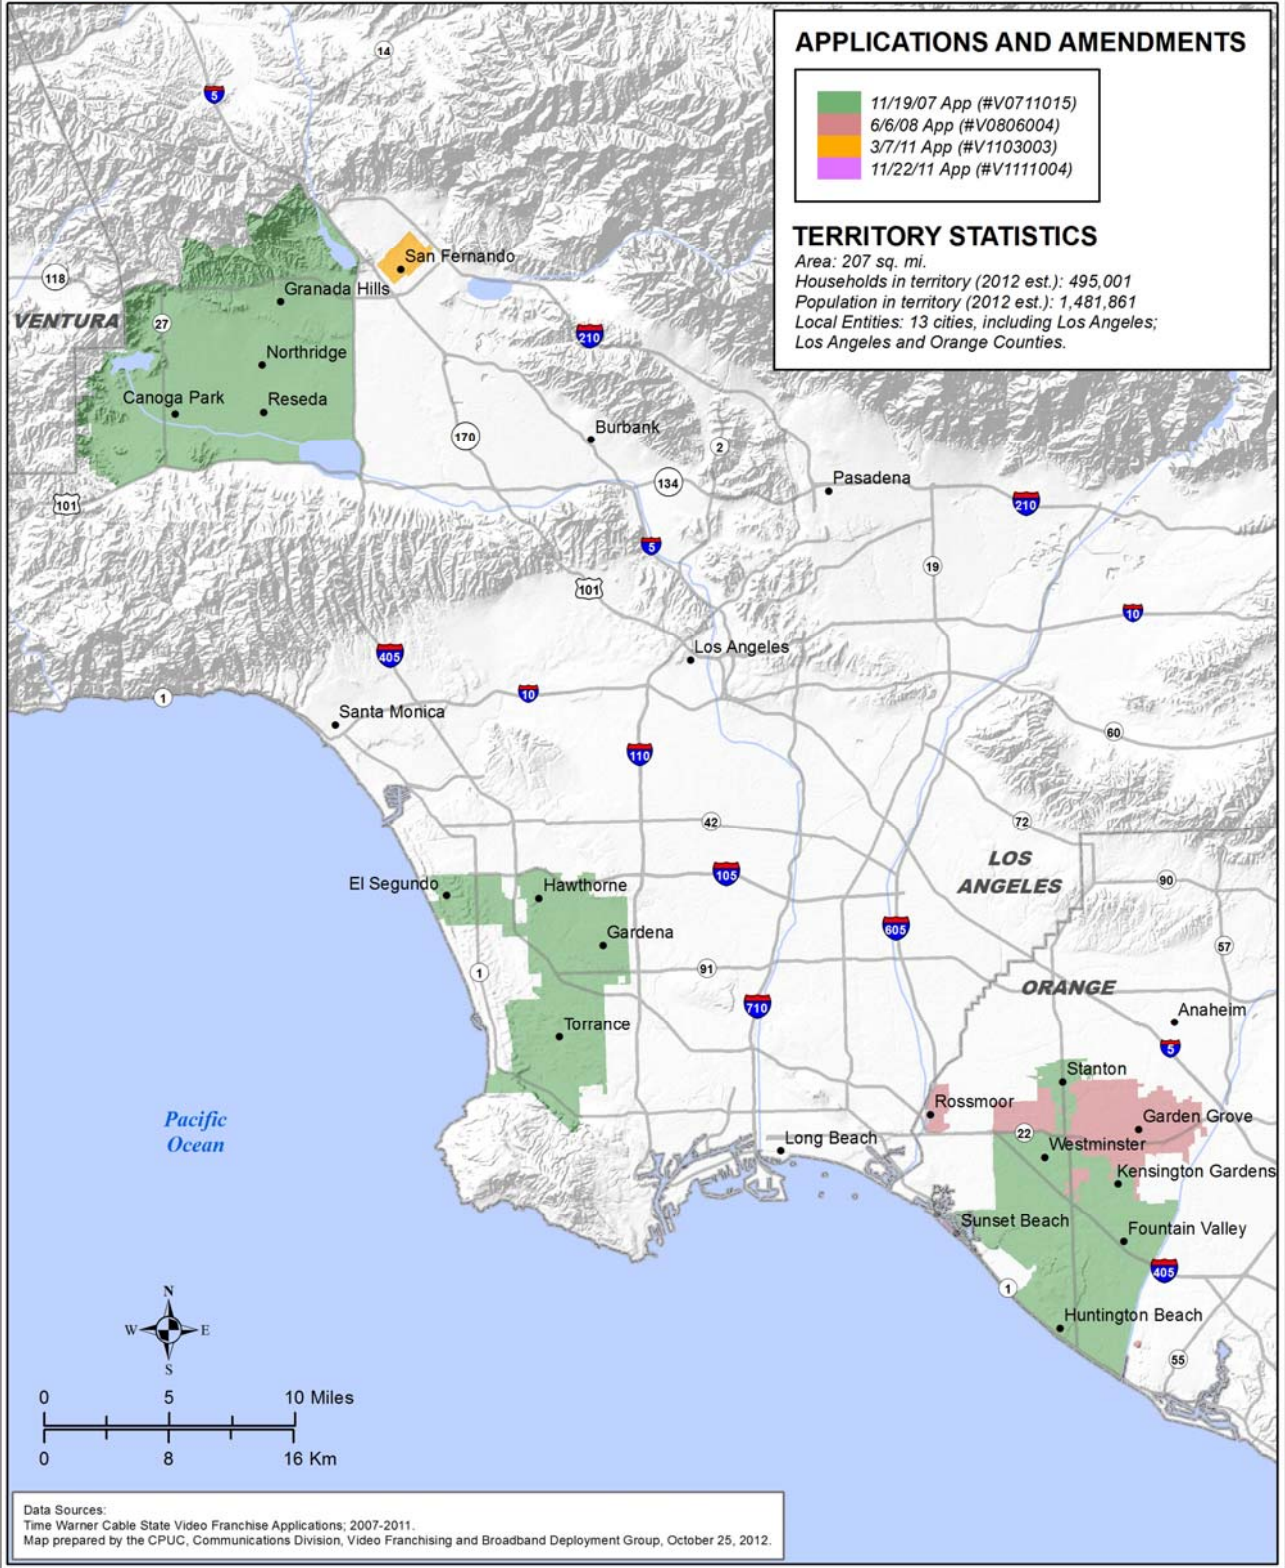 APPLICATIONS AND AMENDMENTS
11/19/07 App (#V0711015)
6/6/08 App (#V0806004)
3/7/11 App (#V1103003)
11/22/11 App (#V1111004)
TERRITORY STATISTICS
Area: 207 sq. mi.
Households in territory (2012 est.): 495,001
Population in territory (2012 est.): 1,481,861
Local Entities: 13 cities, including Los Angeles;
Los Angeles and Orange Counties.
14
5
San Fernando
118
Granada Hills
VENTURA
27
210
Northridge
Canoga Park
Reseda
Burbank
170
2
134
Pasadena
101
210
5
19
101
10
Los Angeles
405
1
10
Santa Monica
60
110
42
72
LOS
ANGELES
105
90
El Segundo
Hawthorne
605
Gardena
57
91
1
ORANGE
710
Anaheim
Torrance
5
Stanton
Rossmoor
Garden Grove
Pacific
Ocean
22
Long Beach
Westminster
Kensington Gardens
Sunset Beach
Fountain Valley
405
1
Huntington Beach
55
N
W
E
S
0 5 10 Miles
0 8 16 Km
Data Sources:
Time Warner Cable State Video Franchise Applications; 2007-2011.
Map prepared by the CPUC, Communications Division, Video Franchising and Broadband Deployment Group, October 25, 2012.